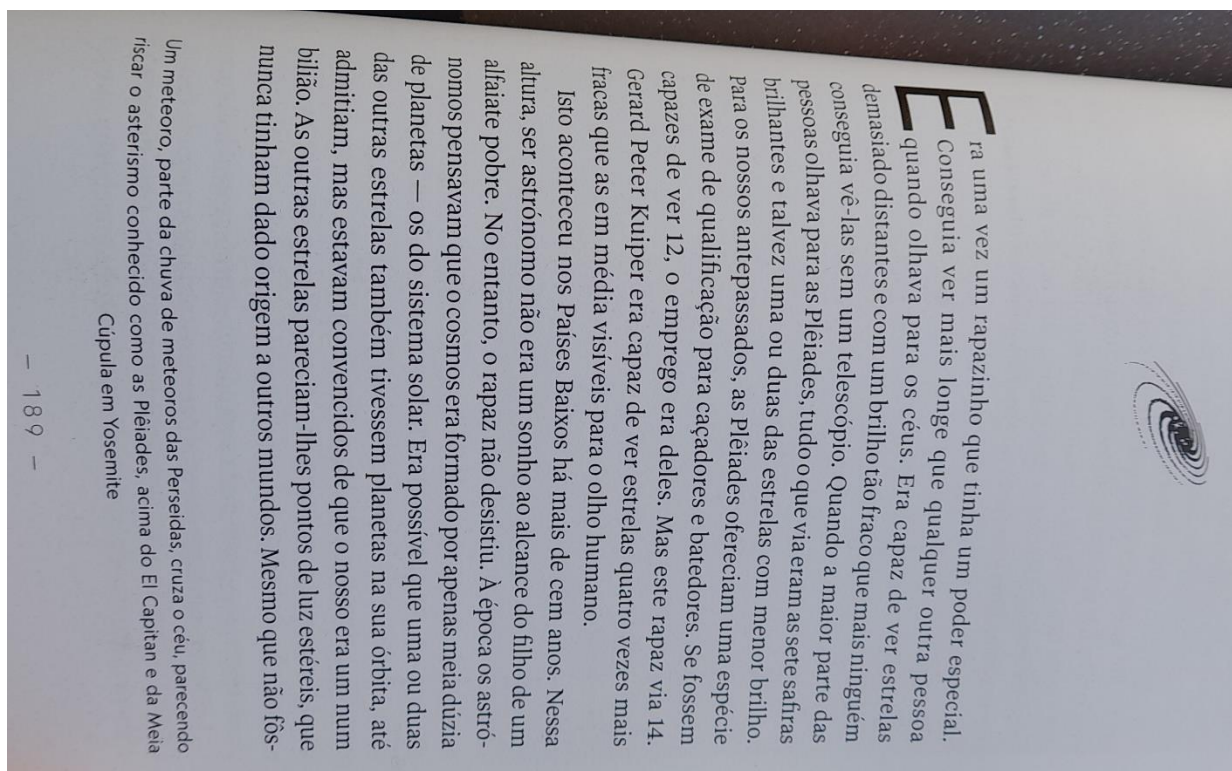 Era uma vez um rapazinho que tinha um poder especial.
Conseguia ver mais longe que qualquer outra pessoa
quando olhava para os céus. Era capaz de ver estrelas
demasiado distantes e com um brilho tão fraco que mais ninguém
conseguia vê-las sem um telescópio. Quando a maior parte das
pessoas olhava para as Plêiades, tudo o que via eram as sete safiras
brilhantes e talvez uma ou duas das estrelas com menor brilho.
Para os nossos antepassados, as Plêiades ofereciam uma espécie
de exame de qualificação para caçadores e batedores. Se fossem
capazes de ver 12, o emprego era deles. Mas este rapaz via 14.
Gerard Peter Kuiper era capaz de ver estrelas quatro vezes mais
fracas que as em média visíveis para o olho humano.
Isto aconteceu nos Países Baixos há mais de cem anos. Nessa
altura, ser astrónomo não era um sonho ao alcance do filho de um
alfaiate pobre. No entanto, o rapaz não desistiu. À época os astró-
nomos pensavam que o cosmos era formado por apenas meia dúzia
de planetas — os do sistema solar. Era possível que uma ou duas
das outras estrelas também tivessem planetas na sua órbita, até
admitiam, mas estavam convencidos de que o nosso era um num
bilião. As outras estrelas pareciam-lhes pontos de luz estéreis, que
nunca tinham dado origem a outros mundos. Mesmo que não fôs-
Um meteoro, parte da chuva de meteoros das Perseidas, cruza o céu, parecendo
riscar o asterismo conhecido como as Plêiades, acima do El Capitan e da Meia
Cúpula em Yosemite
– 189 –